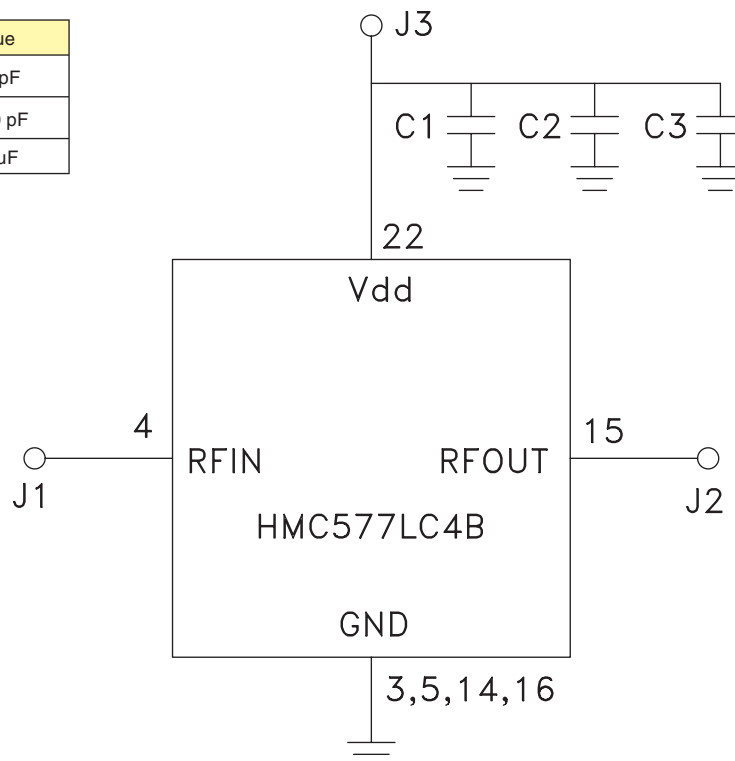 J3
pF
pF
uF
C1 C2 C3
22
Vdd
4
15
RFIN RFOUT
J1
J2
HMC577LC4B
GND
3,5,14,16